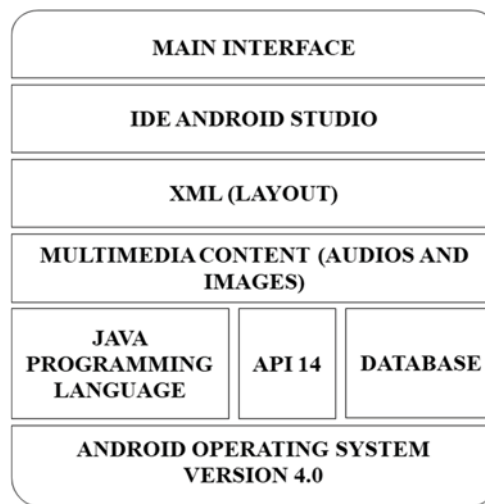 MAIN INTERFACE
IDE ANDROID STUDIO
XML (LAYOUT)
MULTIMEDIA CONTENT (AUDIOS AND
IMAGES)
JAVA
PROGRAMMING
LANGUAGE
API 14
DATABASE
ANDROID OPERATING SYSTEM
VERSION 4.0